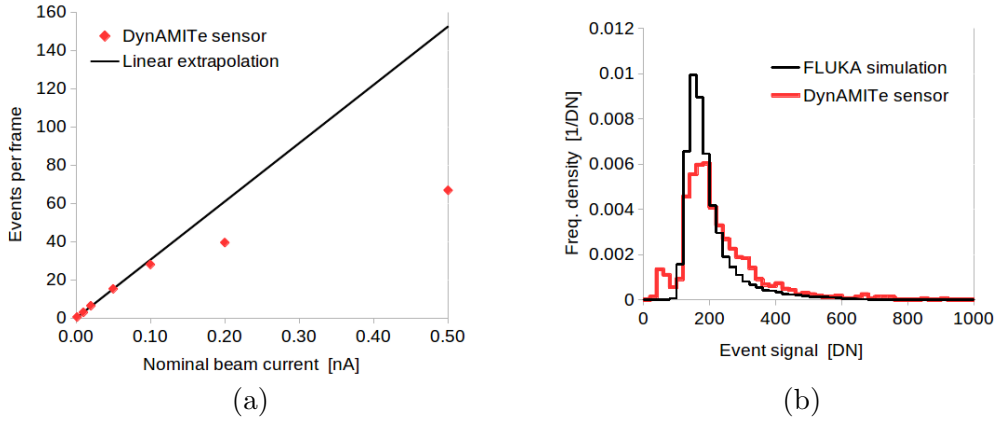 160
140
120
100
80
60
40
20
0
Events per frame
DynAMITe sensor
Linear extrapolation
0.00 0.10 0.20 0.30 0.40 0.50
Nominal beam current [nA]
(a)
0.012
0.01
0.008
0.006
0.004
0.002
0
Freq. density [1/DN]
FLUKA simulation
DynAMITe sensor
0 200 400 600 800 1000
Event signal [DN]
(b)